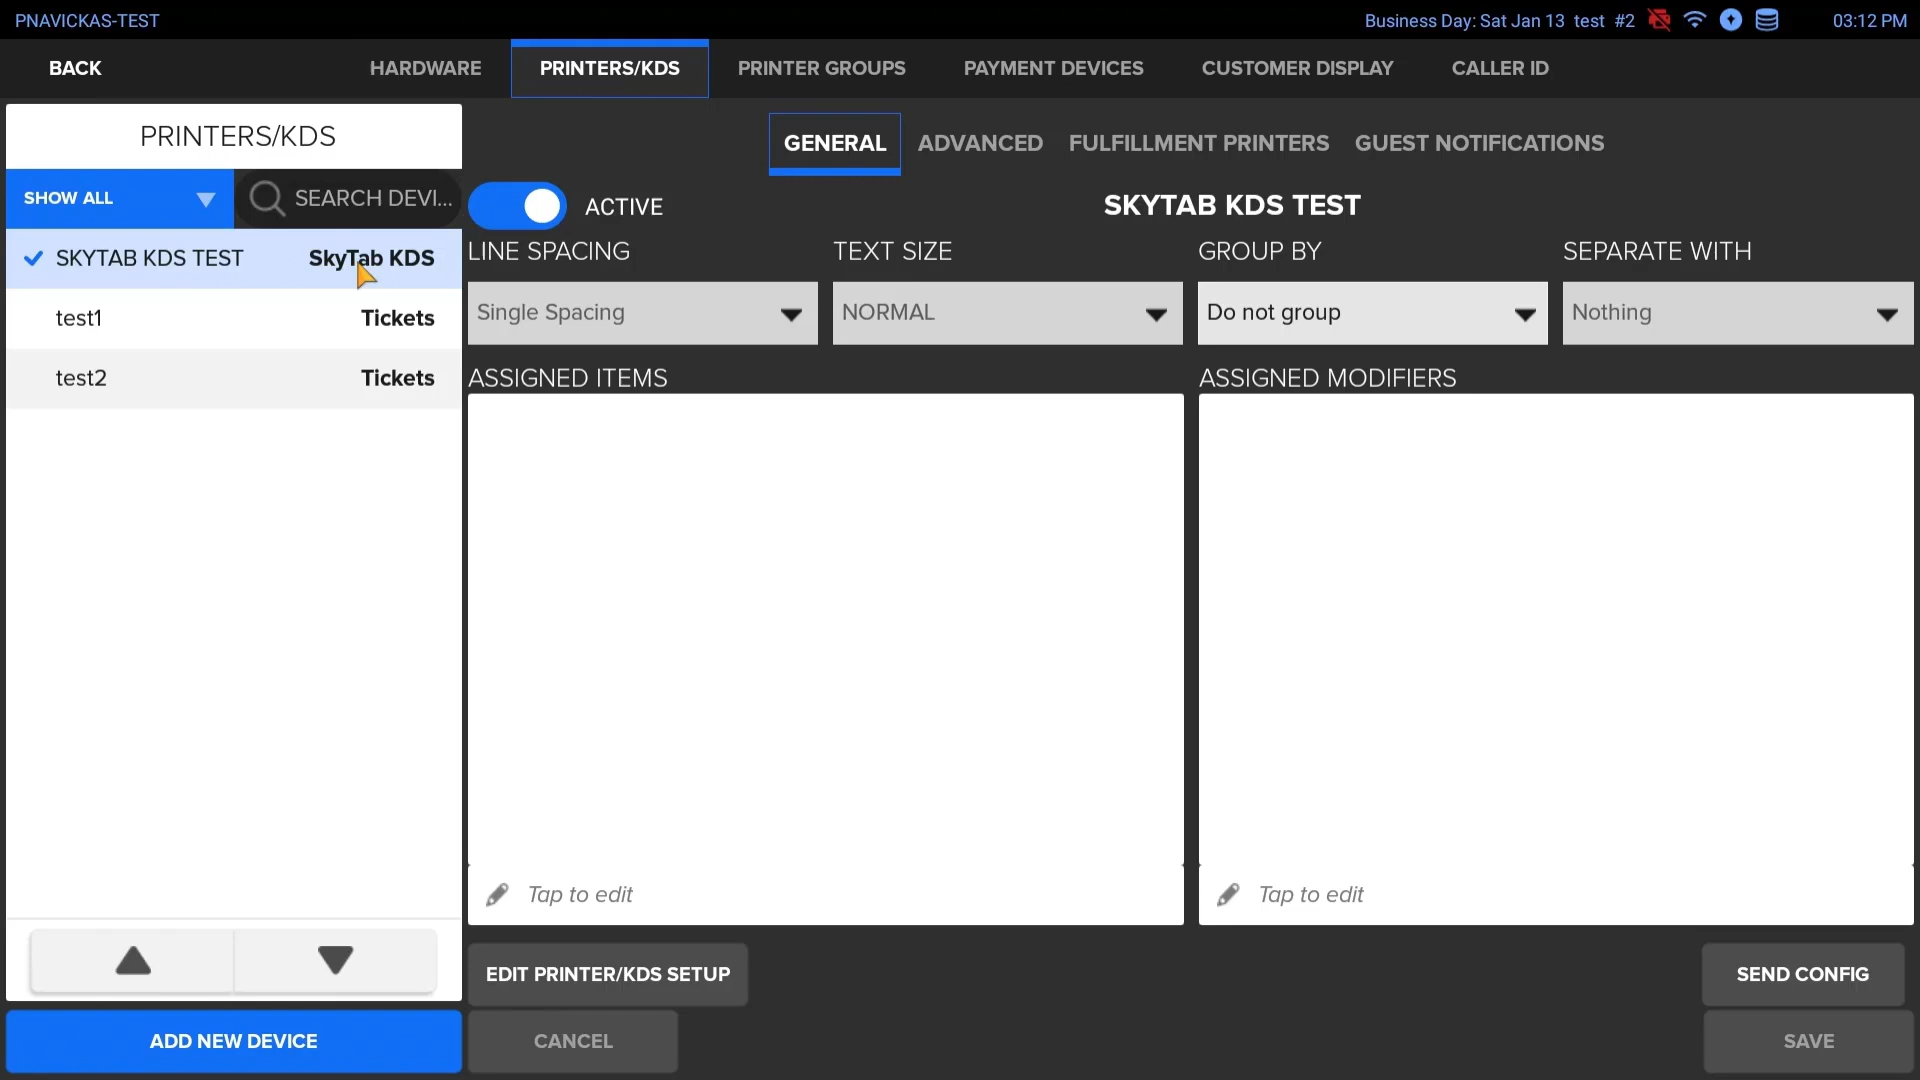 PNAVICKAS-TEST
Business Day: Sat Jan 13 test #2 03:12 PM
BACK HARDWARE PRINTERS/KDS PRINTER GROUPS PAYMENT DEVICES CUSTOMER DISPLAY CALLER ID
PRINTERS/KDS
SHOW ALL SEARCH DEVI...
SKYTAB KDS TEST SkyTab KDS
test1 Tickets
test2 Tickets
ADD NEW DEVICE
GENERAL ADVANCED FULFILLMENT PRINTERS GUEST NOTIFICATIONS
ACTIVE SKYTAB KDS TEST
LINE SPACING TEXT SIZE GROUP BY SEPARATE WITH
Single Spacing NORMAL Do not group Nothing
ASSIGNED ITEMS ASSIGNED MODIFIERS
Tap to edit Tap to edit
EDIT PRINTER/KDS SETUP SEND CONFIG
CANCEL SAVE